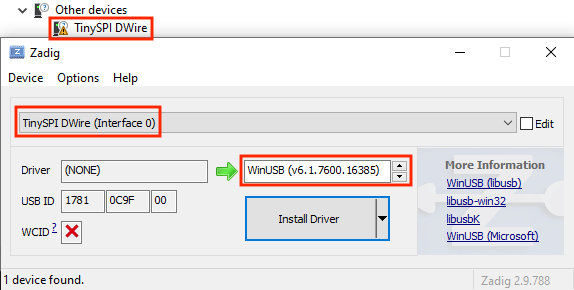 Other devices
TinySPI DWire
Zadig
Device Options Help
TinySPI DWire (Interface 0)
Edit
Driver (NONE) WinUSB (v6.1.7600.16385)
USB ID 1781 0C9F 00
WCID ?
Install Driver
More Information
WinUSB (libusb)
libusb-win32
libusbK
WinUSB (Microsoft)
1 device found.
Zadig 2.9.788